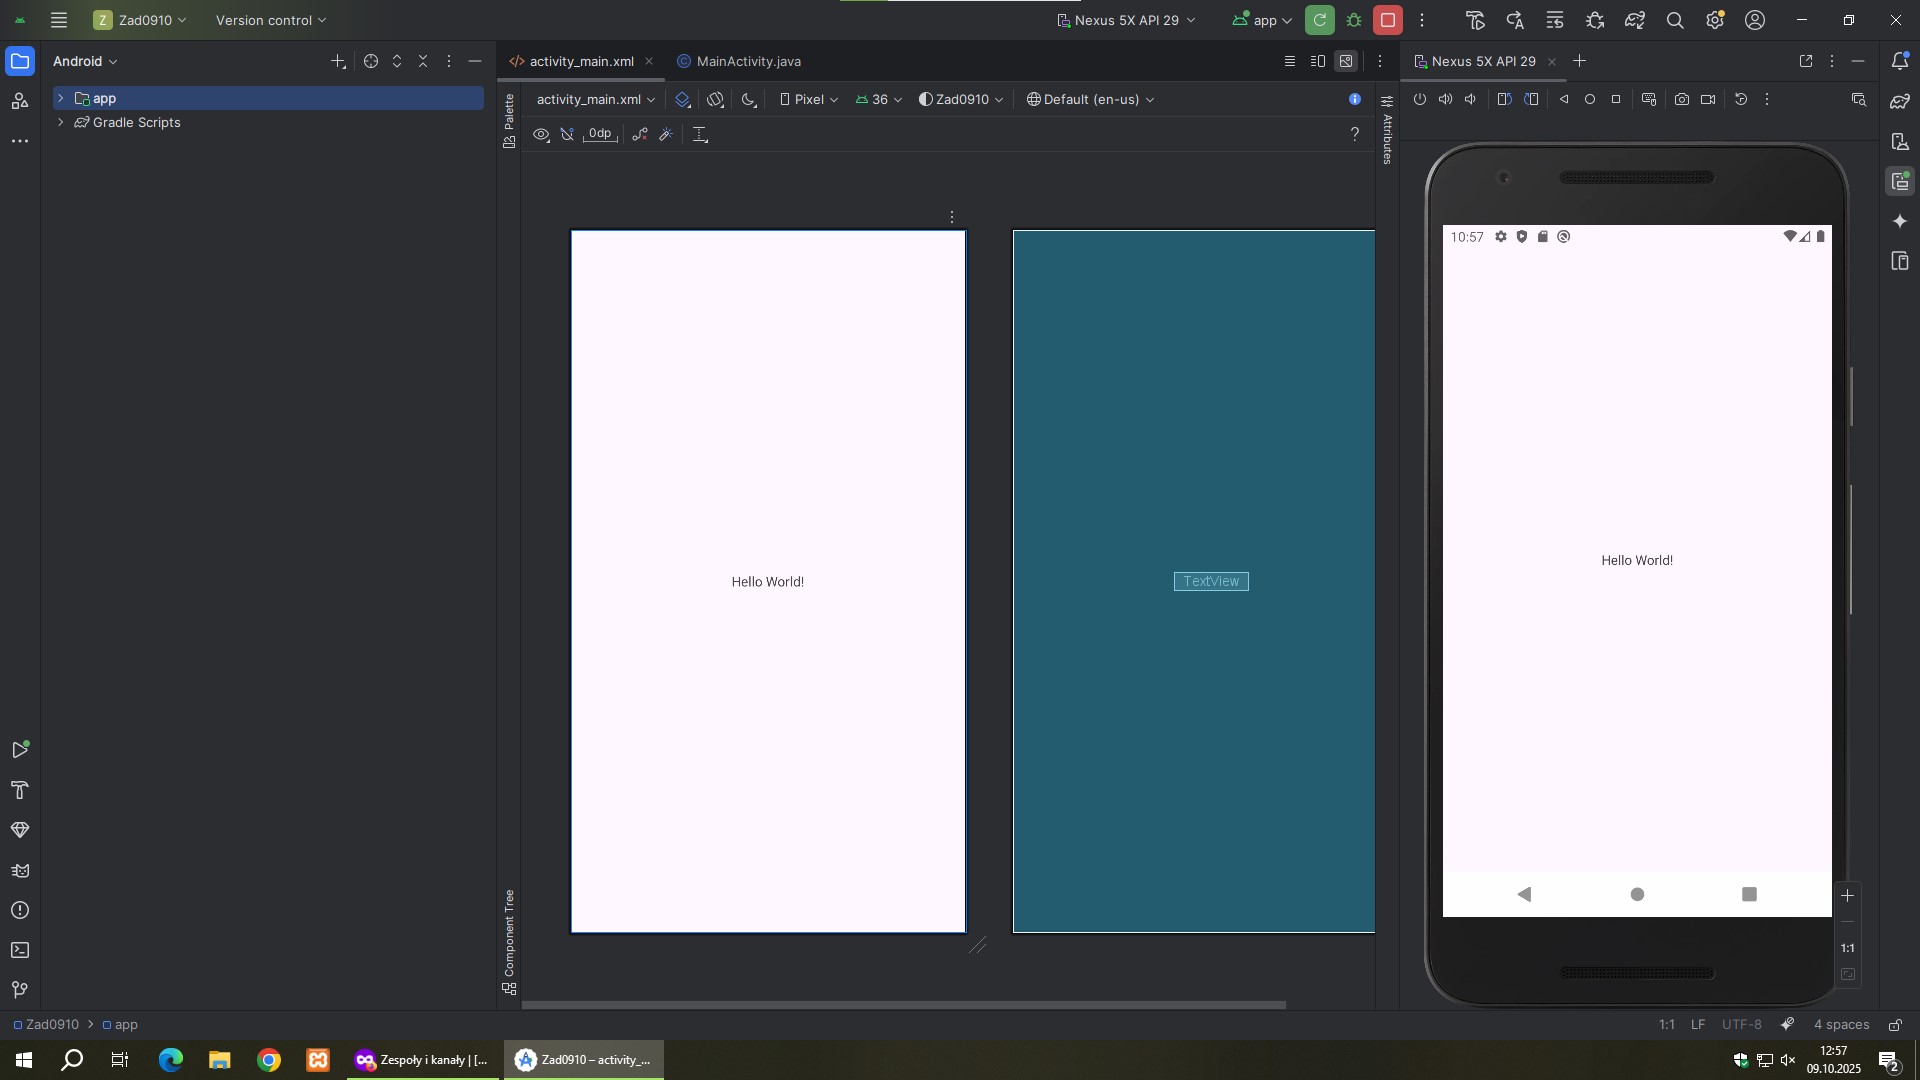 Z Zad0910
Version control
Nexus 5X API 29
app
Android
activity_main.xml
MainActivity.java
Nexus 5X API 29
app
Gradle Scripts
Palette
activity_main.xml
Pixel
36
Zad0910
Default (en-us)
0dp
?
Attributes
10:57
Hello World!
TextView
Hello World!
Component Tree
1:1
Zad0910
app
1:1
LF
UTF-8
4 spaces
Zespoły i kanały | [...
Zad0910 – activity_...
12:57
09.10.2025
2